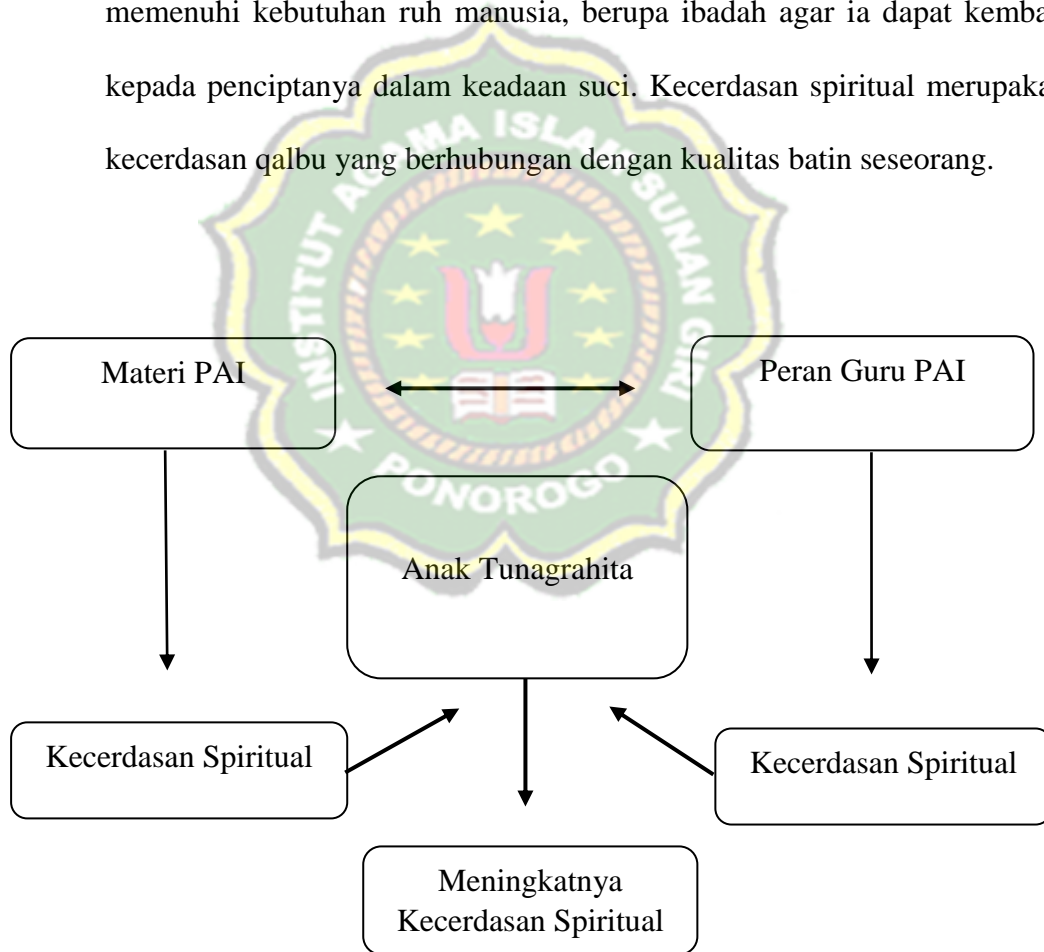 memenuhi kebutuhan ruh manusia, berupa ibadah agar ia dapat kemba
kepada penciptanya dalam keadaan suci. Kecerdasan spiritual merupaka
kecerdasan qalbu yang berhubungan dengan kualitas batin seseorang.
INSTITUT AGAMA ISLAM SUNAN GIRI
PONOROGO
Materi PAI
Peran Guru PAI
Anak Tunagrahita
Kecerdasan Spiritual
Kecerdasan Spiritual
Meningkatnya
Kecerdasan Spiritual